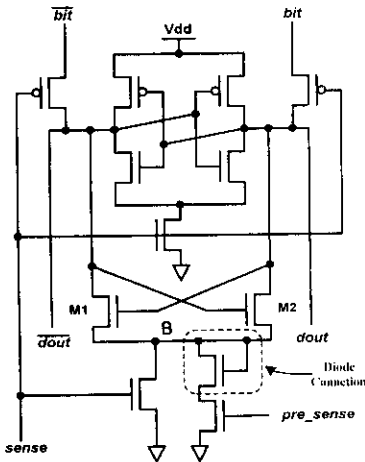 bit
bit
Vdd
M1
M2
B
dout
dout
Diode
Connection
sense
pre_sense